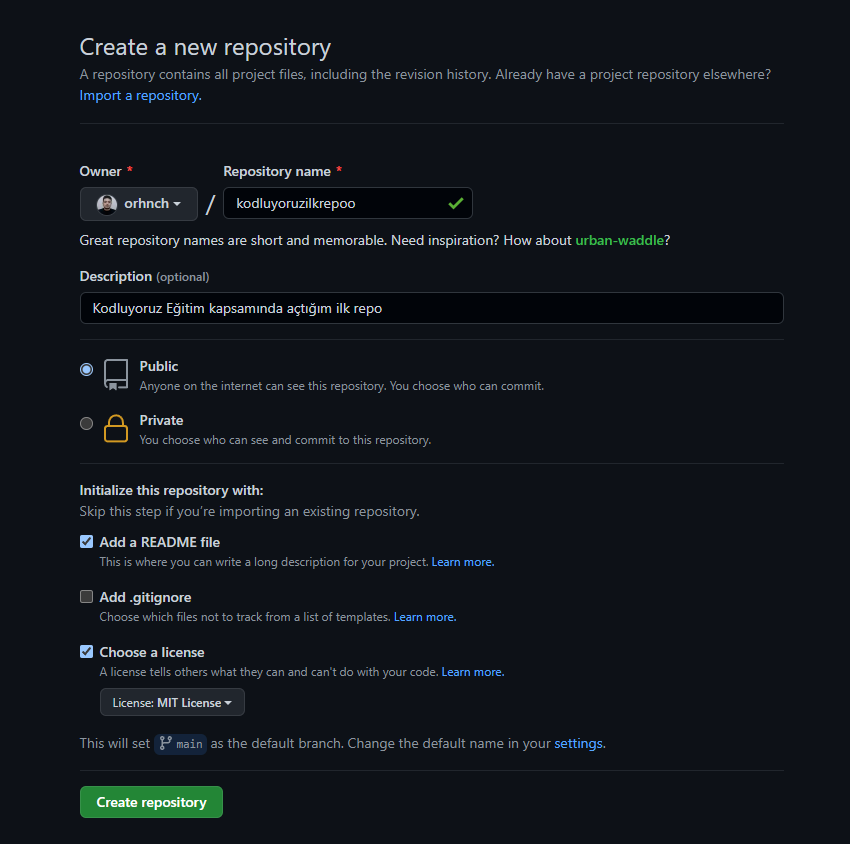 Create a new repository
A repository contains all project files, including the revision history. Already have a project repository elsewhere?
Import a repository.
Owner * Repository name *
orhnch / kodluyoruzilkrepoo
Great repository names are short and memorable. Need inspiration? How about urban-waddle?
Description (optional)
Kodluyoruz Eğitim kapsamında açtığım ilk repo
Public
Anyone on the internet can see this repository. You choose who can commit.
Private
You choose who can see and commit to this repository.
Initialize this repository with:
Skip this step if you're importing an existing repository.
Add a README file
This is where you can write a long description for your project. Learn more.
Add .gitignore
Choose which files not to track from a list of templates. Learn more.
Choose a license
A license tells others what they can and can't do with your code. Learn more.
License: MIT License
This will set main as the default branch. Change the default name in your settings.
Create repository